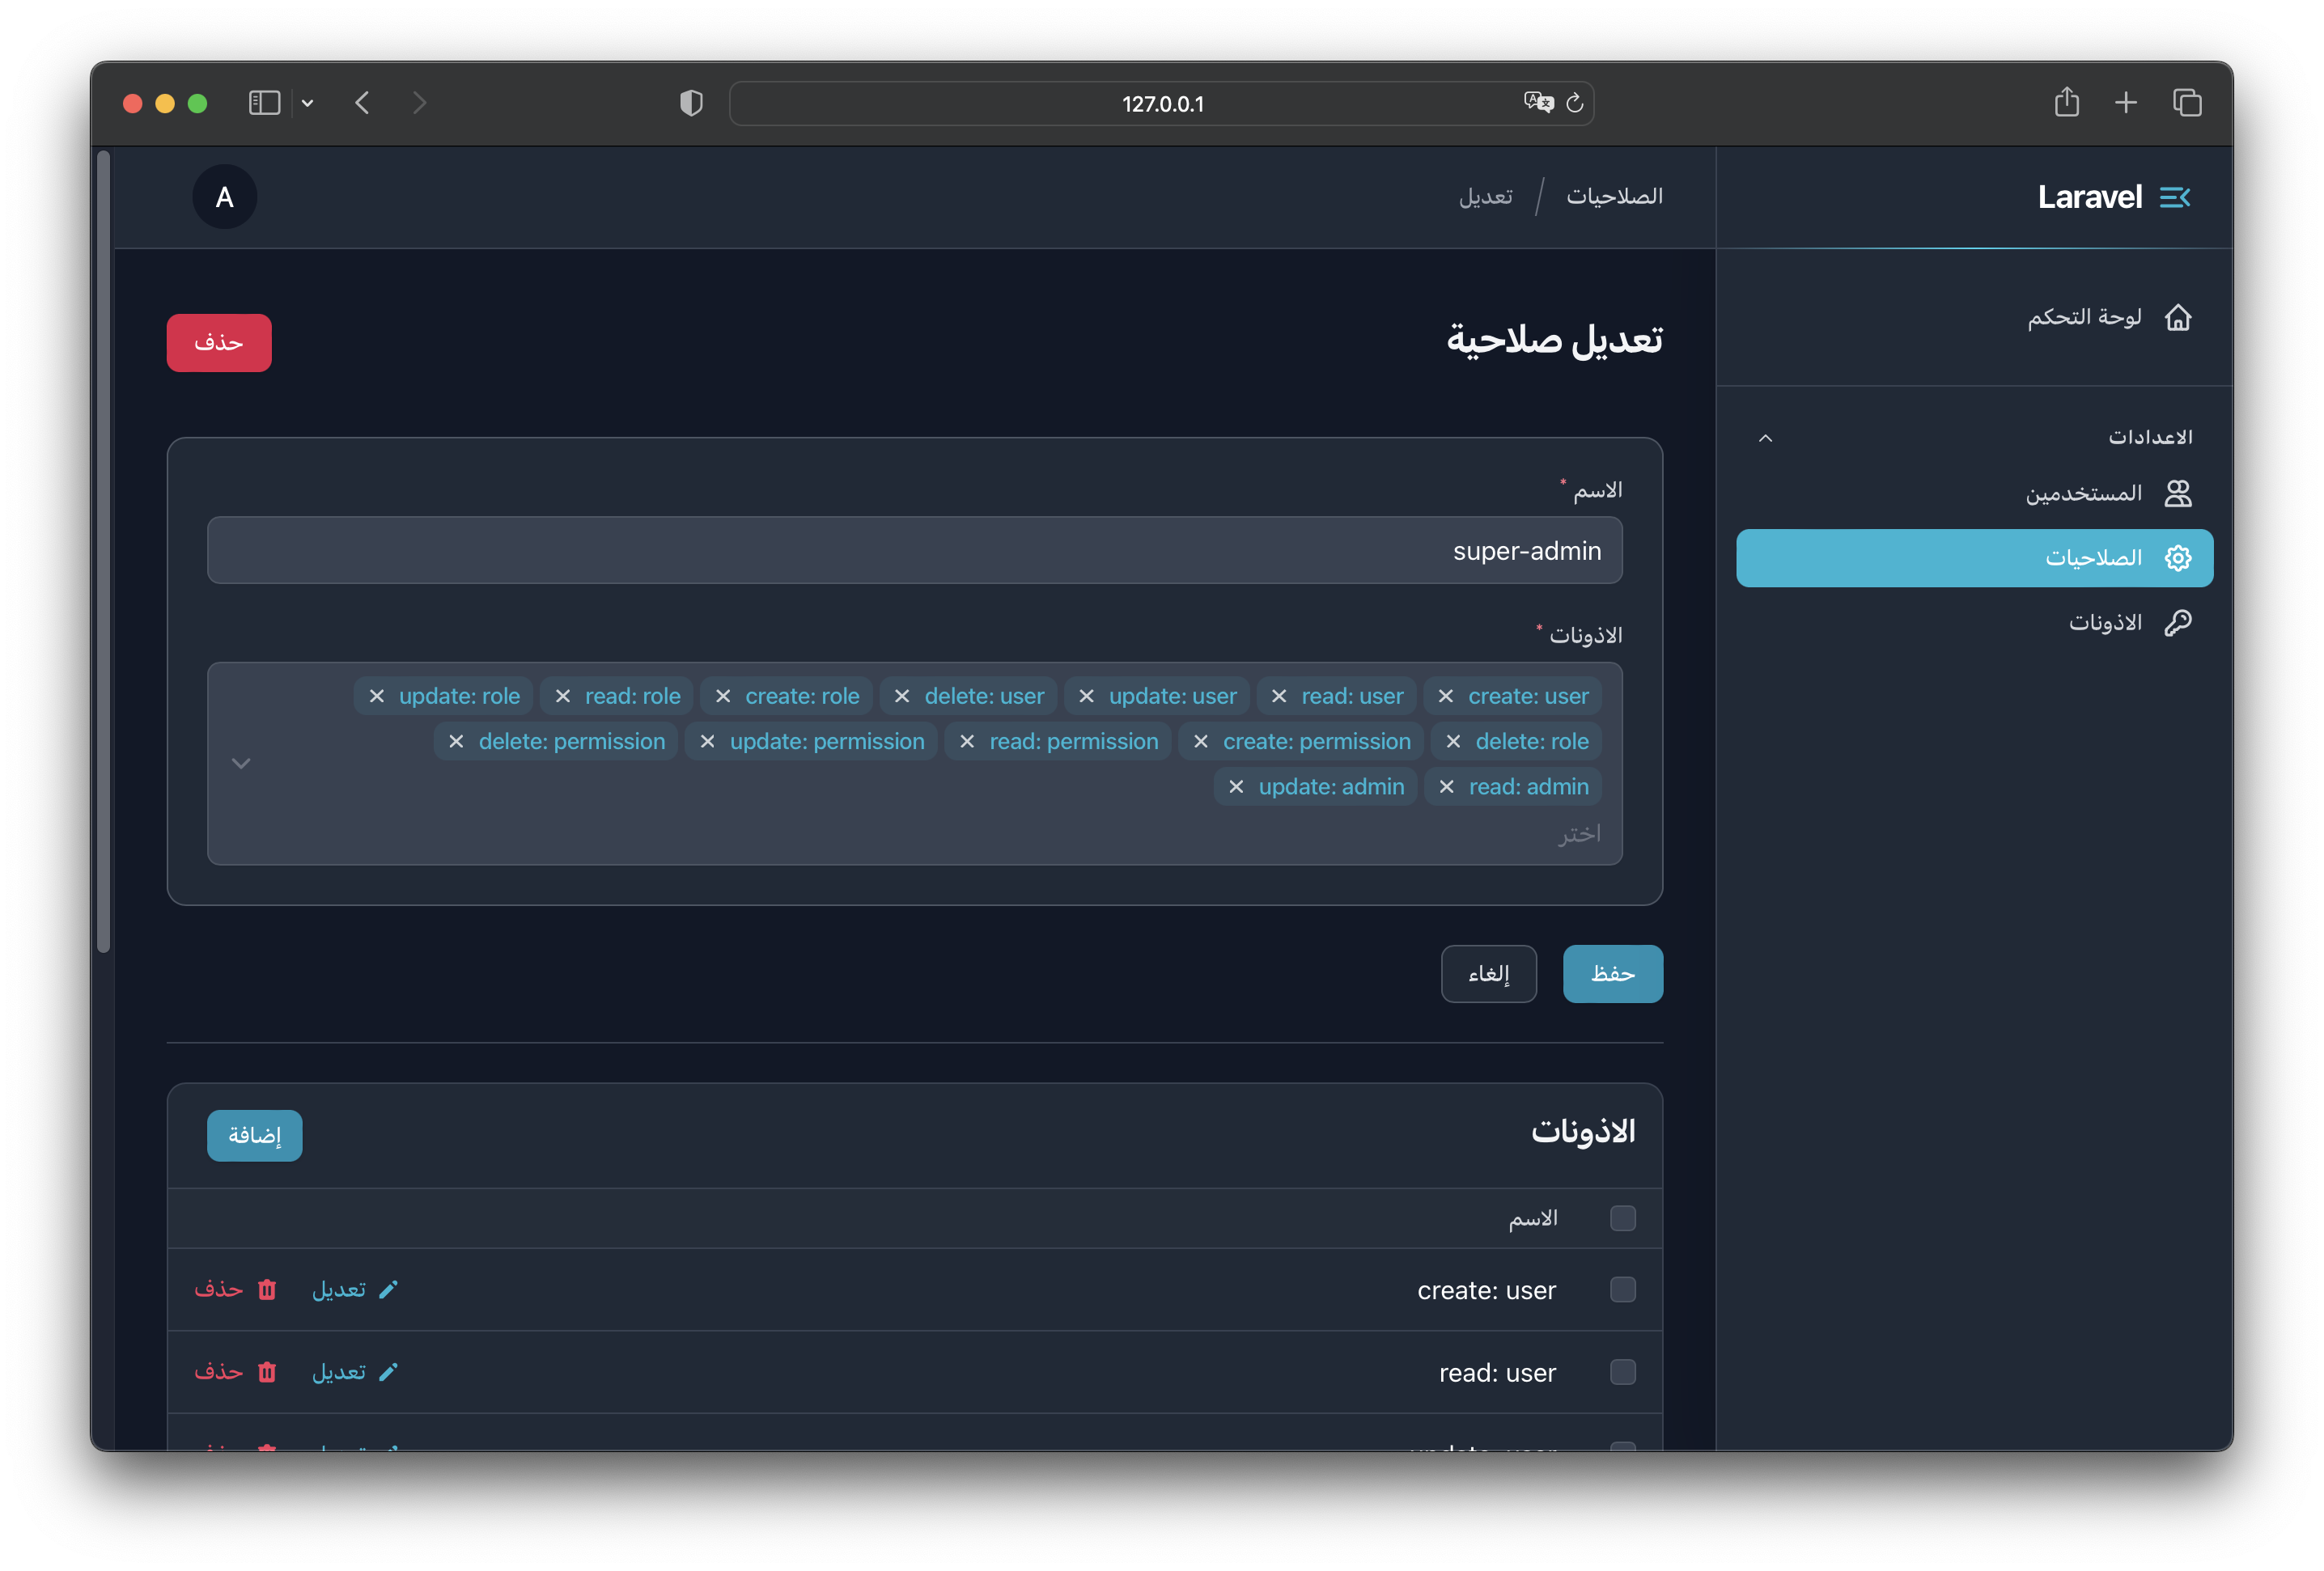 127.0.0.1
Laravel
الصلاحيات / تعديل
A
لوحة التحكم
الاعدادات
المستخدمين
الصلاحيات
الاذونات
تعديل صلاحية
حذف
الاسم *
super-admin
الاذونات *
create: user read: user update: user delete: user create: role read: role update: role
delete: role create: permission read: permission update: permission delete: permission
read: admin update: admin
اختر
حفظ إلغاء
الاذونات إضافة
الاسم
create: user تعديل حذف
read: user تعديل حذف